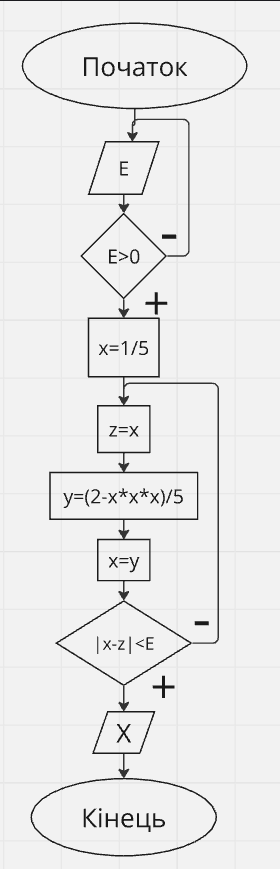 Початок
E
E>0
-
+
x=1/5
z=x
y=(2-x*x*x)/5
x=y
|x-z|<E
-
+
X
Кінець